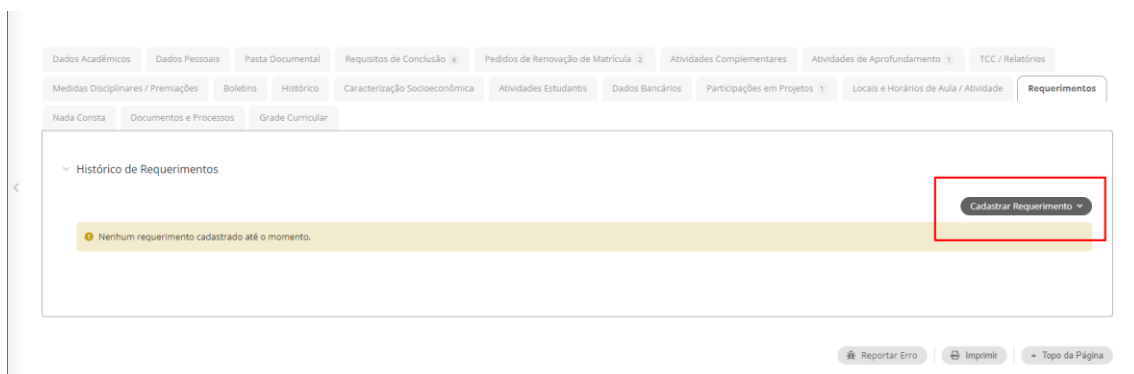 Dados Acadêmicos Dados Pessoais Pasta Documental Requisitos de Conclusão 6 Pedidos de Renovação de Matrícula 2 Atividades Complementares Atividades de Aprofundamento 1 TCC / Relatórios
Medidas Disciplinares / Premiações Boletins Histórico Caracterização Socioeconômica Atividades Estudantis Dados Bancários Participações em Projetos 1 Locais e Horários de Aula / Atividade Requerimentos
Nada Consta Documentos e Processos Grade Curricular
Histórico de Requerimentos
Cadastrar Requerimento
Nenhum requerimento cadastrado até o momento.
Reportar Erro Imprimir Topo da Página